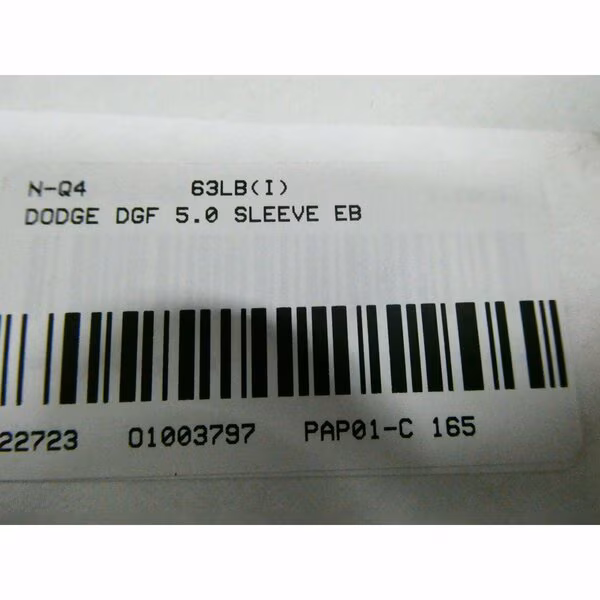 N-Q4 63LB(I)
DODGE DGF 5.0 SLEEVE EB
22723 01003797 PAP01-C 165